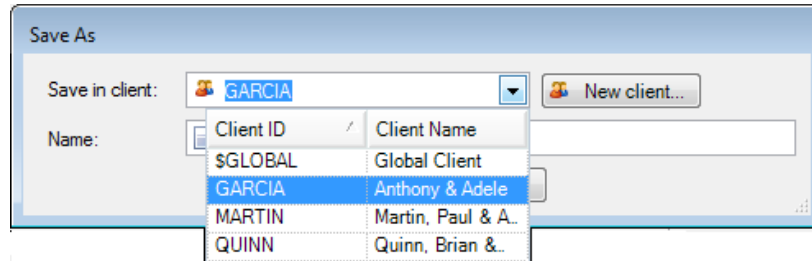 Save As
Save in client: GARCIA New client...
Name:
Client ID Client Name
$GLOBAL Global Client
GARCIA Anthony & Adele
MARTIN Martin, Paul & A..
QUINN Quinn, Brian &..